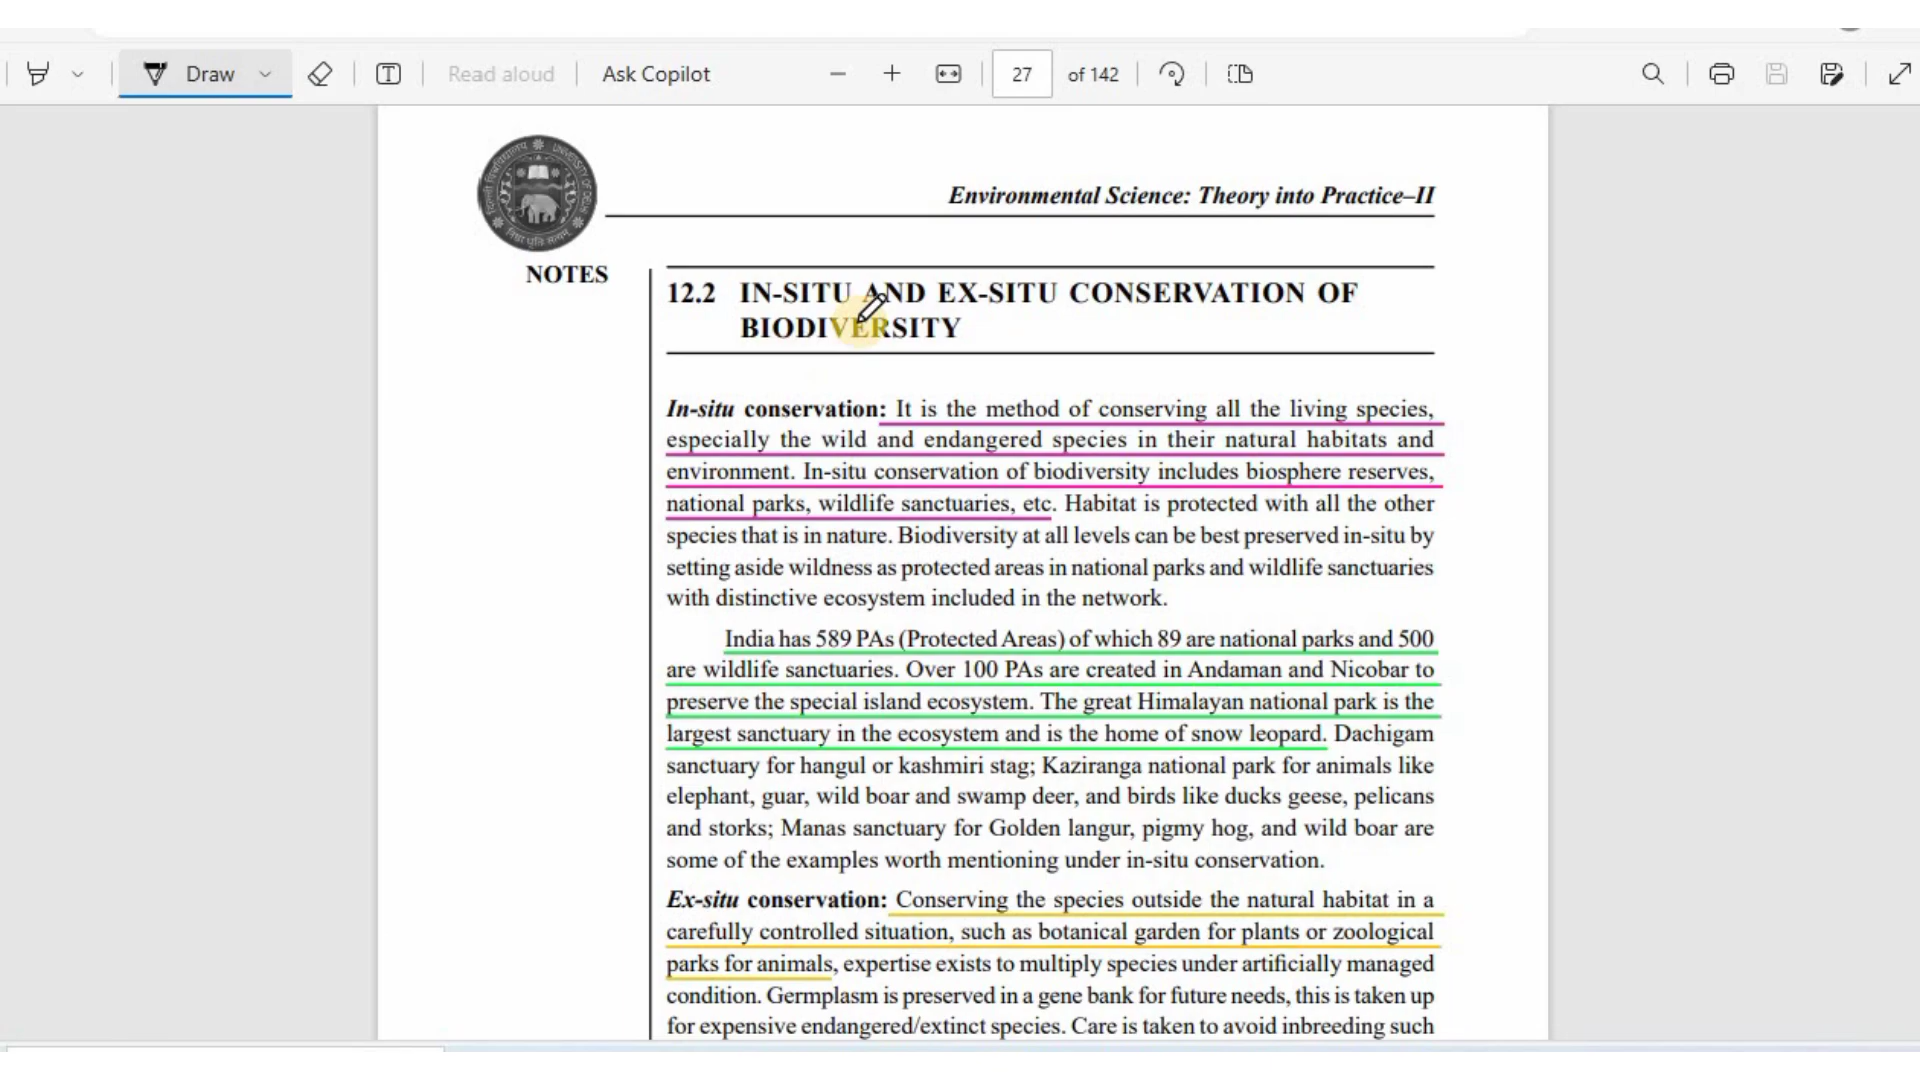 Draw
Read aloud
Ask Copilot
27
of 142
UNIVERSITY OF DELHI
दिल्ली विश्वविद्यालय
Environmental Science: Theory into Practice–II
NOTES
12.2 IN-SITU AND EX-SITU CONSERVATION OF
BIODIVERSITY
In-situ conservation: It is the method of conserving all the living species,
especially the wild and endangered species in their natural habitats and
environment. In-situ conservation of biodiversity includes biosphere reserves,
national parks, wildlife sanctuaries, etc. Habitat is protected with all the other
species that is in nature. Biodiversity at all levels can be best preserved in-situ by
setting aside wildness as protected areas in national parks and wildlife sanctuaries
with distinctive ecosystem included in the network.
India has 589 PAs (Protected Areas) of which 89 are national parks and 500
are wildlife sanctuaries. Over 100 PAs are created in Andaman and Nicobar to
preserve the special island ecosystem. The great Himalayan national park is the
largest sanctuary in the ecosystem and is the home of snow leopard. Dachigam
sanctuary for hangul or kashmiri stag; Kaziranga national park for animals like
elephant, guar, wild boar and swamp deer, and birds like ducks geese, pelicans
and storks; Manas sanctuary for Golden langur, pigmy hog, and wild boar are
some of the examples worth mentioning under in-situ conservation.
Ex-situ conservation: Conserving the species outside the natural habitat in a
carefully controlled situation, such as botanical garden for plants or zoological
parks for animals, expertise exists to multiply species under artificially managed
condition. Germplasm is preserved in a gene bank for future needs, this is taken up
for expensive endangered/extinct species. Care is taken to avoid inbreeding such